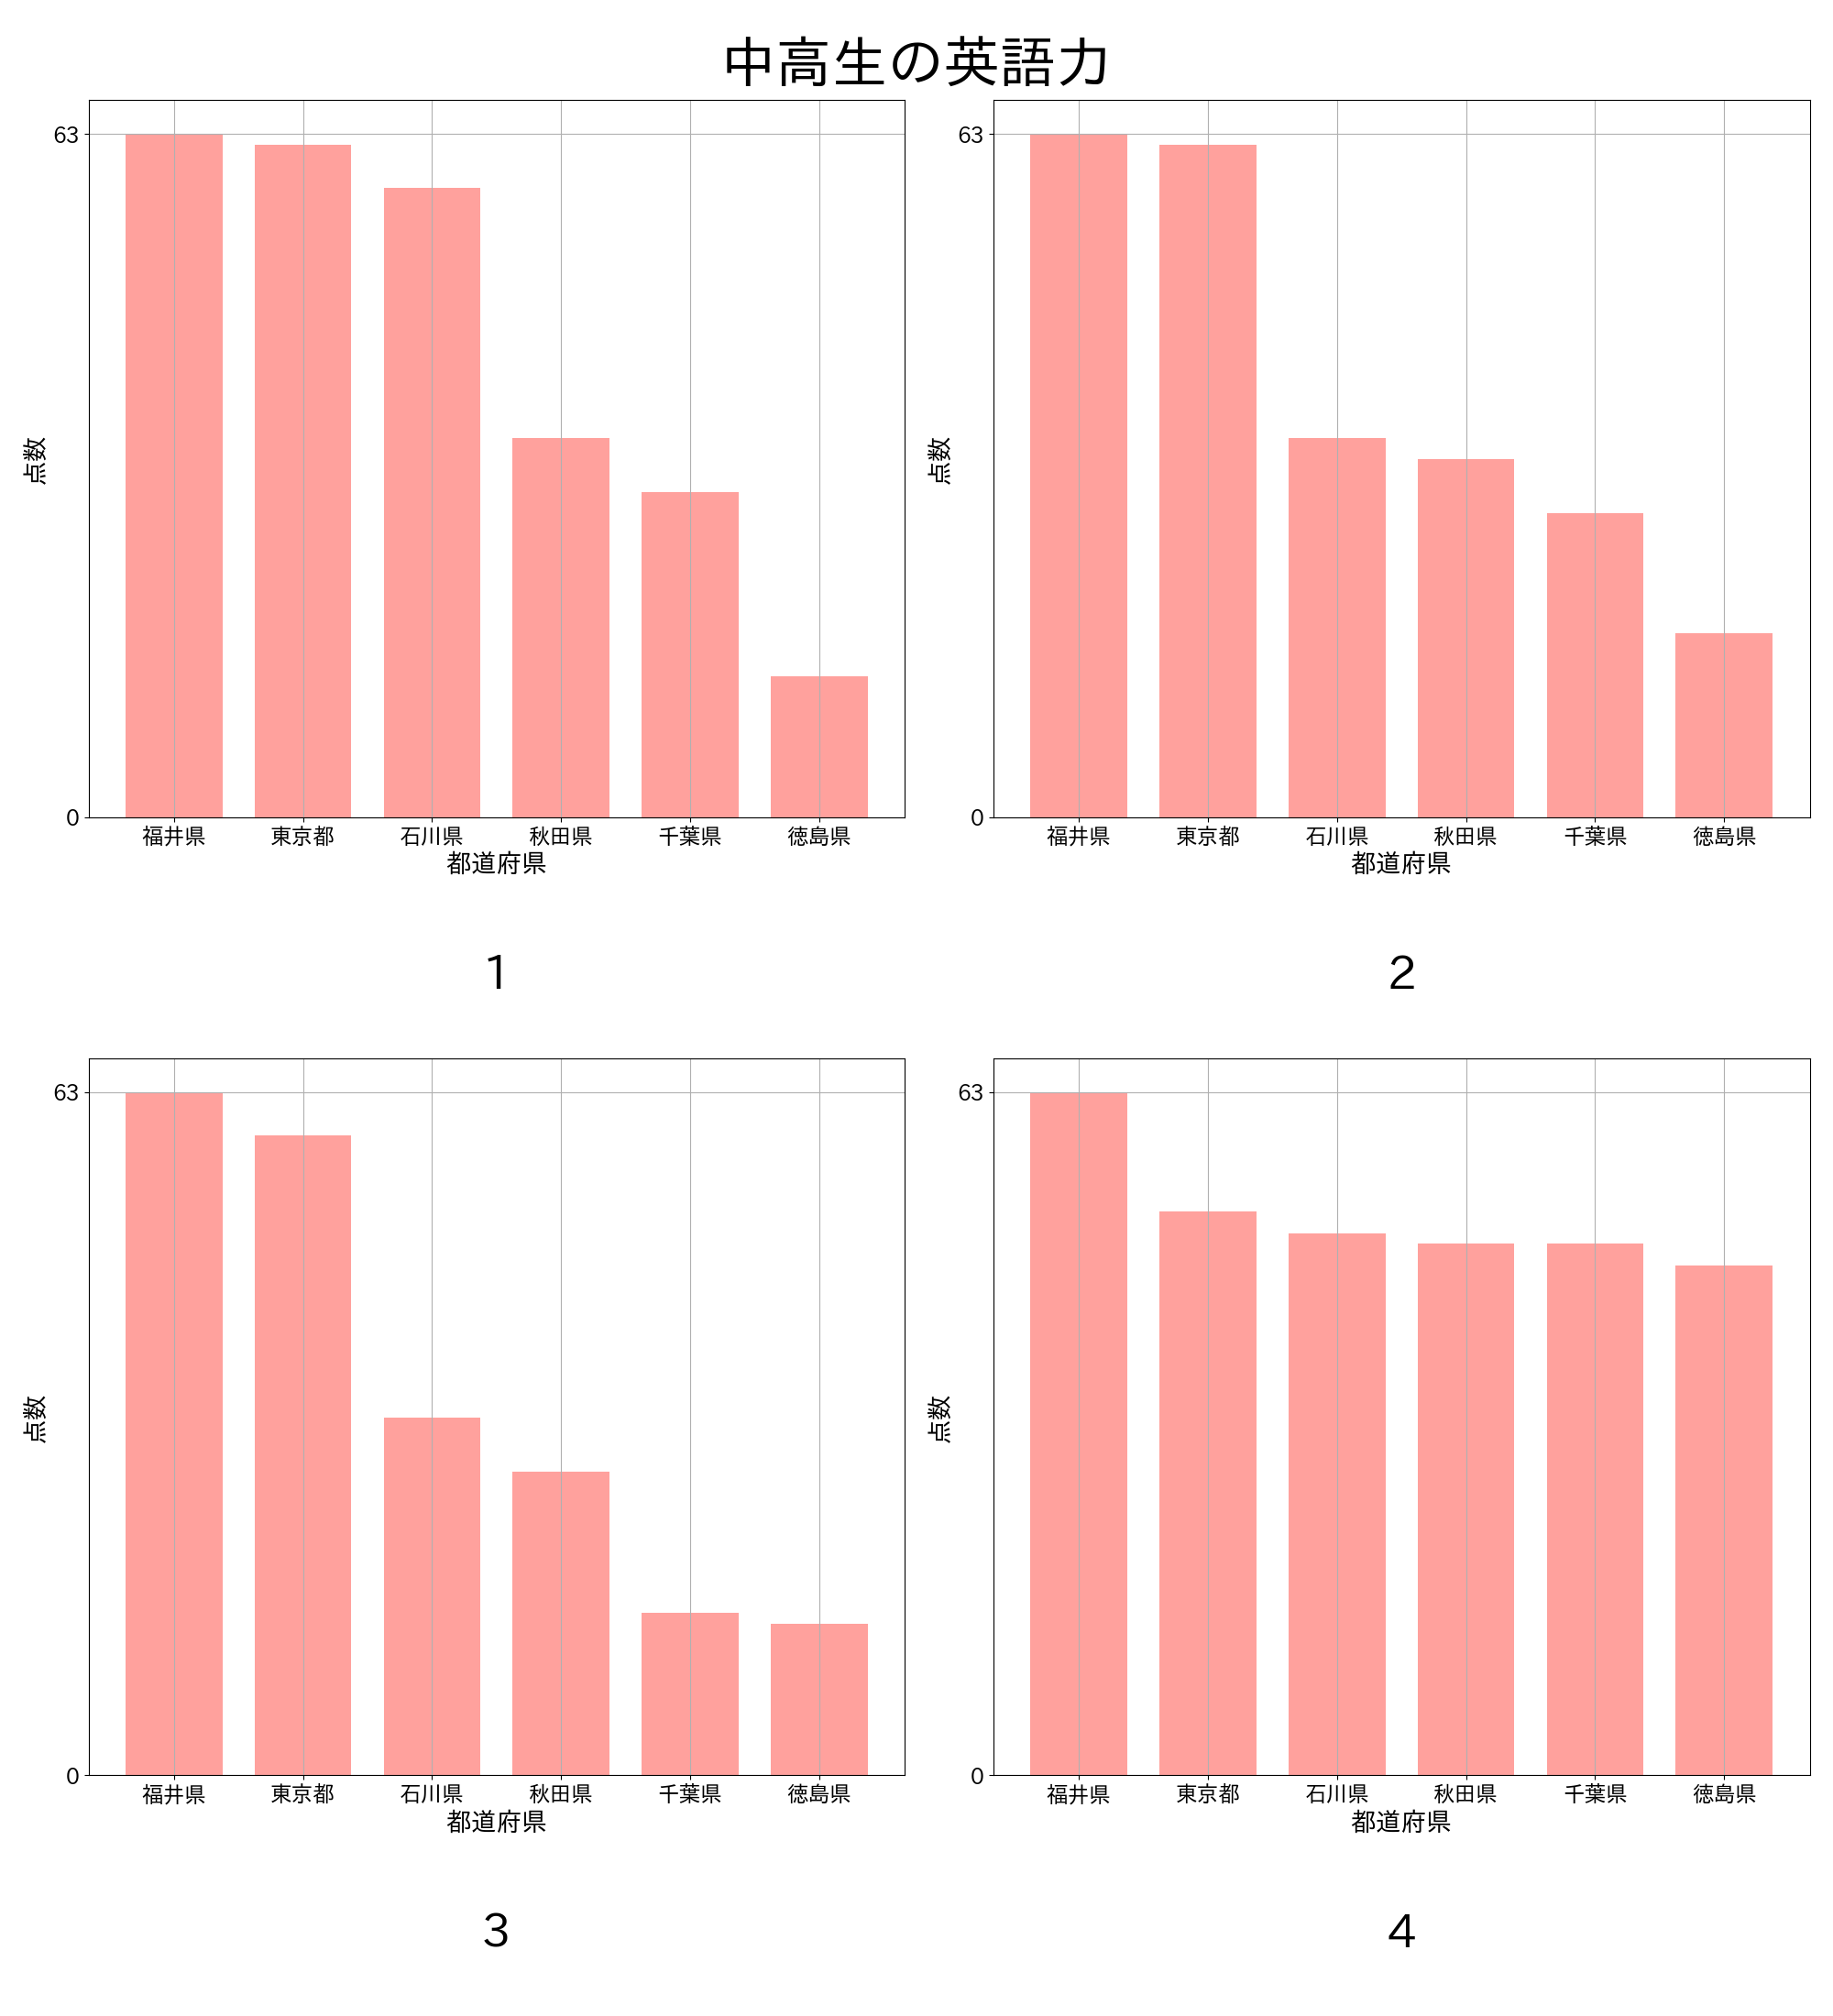 中高生の英語力
63
0
点数
福井県 東京都 石川県 秋田県 千葉県 徳島県
都道府県
1
63
0
点数
福井県 東京都 石川県 秋田県 千葉県 徳島県
都道府県
2
63
0
点数
福井県 東京都 石川県 秋田県 千葉県 徳島県
都道府県
3
63
0
点数
福井県 東京都 石川県 秋田県 千葉県 徳島県
都道府県
4